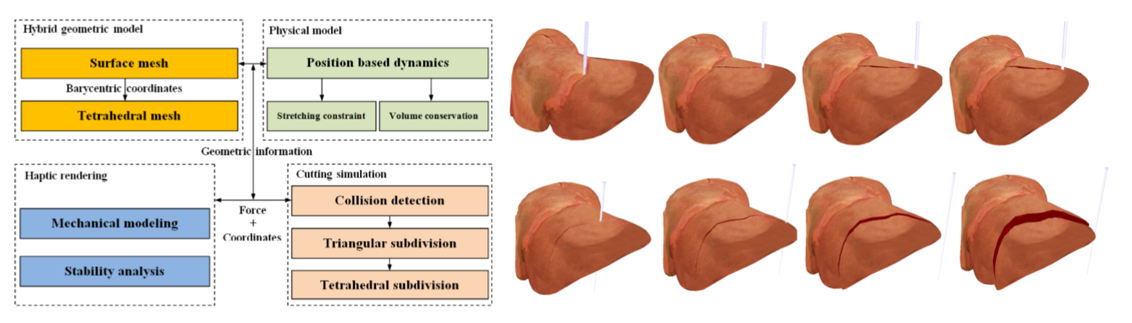 Hybrid geometric model
Surface mesh
Barycentric coordinates
Tetrahedral mesh
Physical model
Position based dynamics
Stretching constraint
Volume conservation
Geometric information
Haptic rendering
Mechanical modeling
Stability analysis
Force
+
Coordinates
Cutting simulation
Collision detection
Triangular subdivision
Tetrahedral subdivision